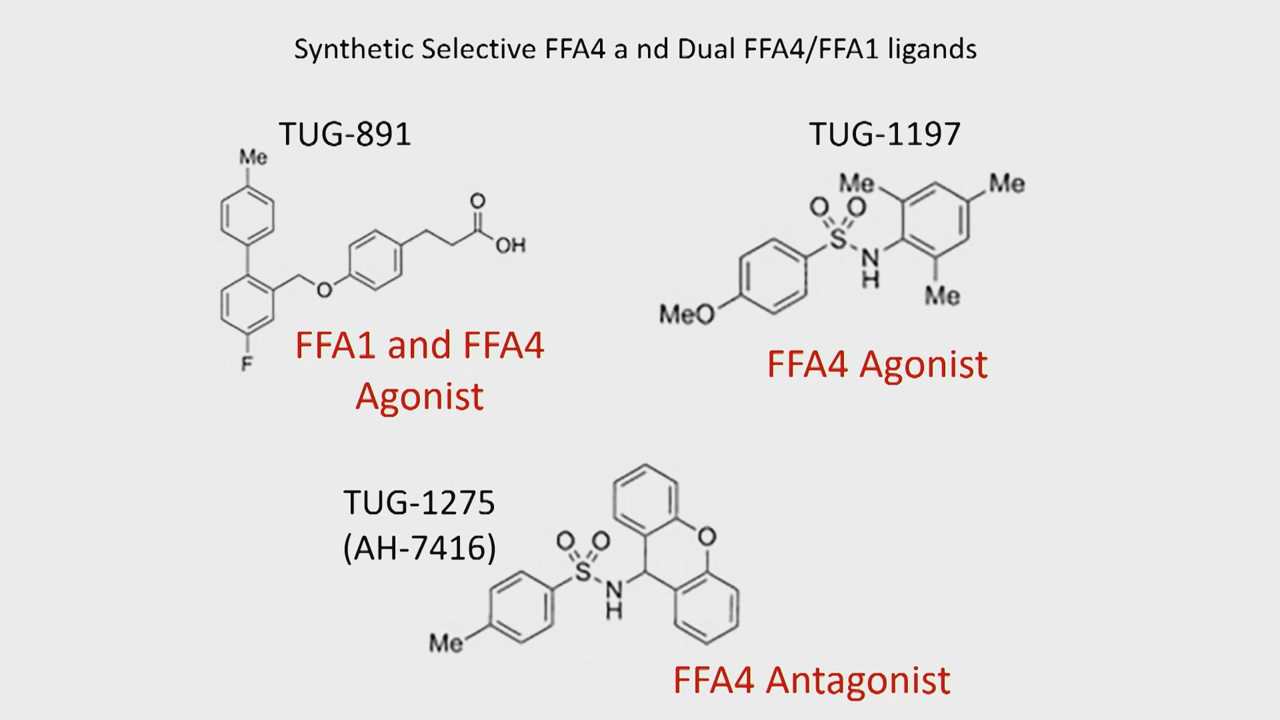 Synthetic Selective FFA4 a nd Dual FFA4/FFA1 ligands
TUG-891
Me
O
OH
O
F
FFA1 and FFA4
Agonist
TUG-1197
Me
Me
O O
S
N
H
Me
MeO
FFA4 Agonist
TUG-1275
(AH-7416)
O
O O
S
N
H
Me
FFA4 Antagonist